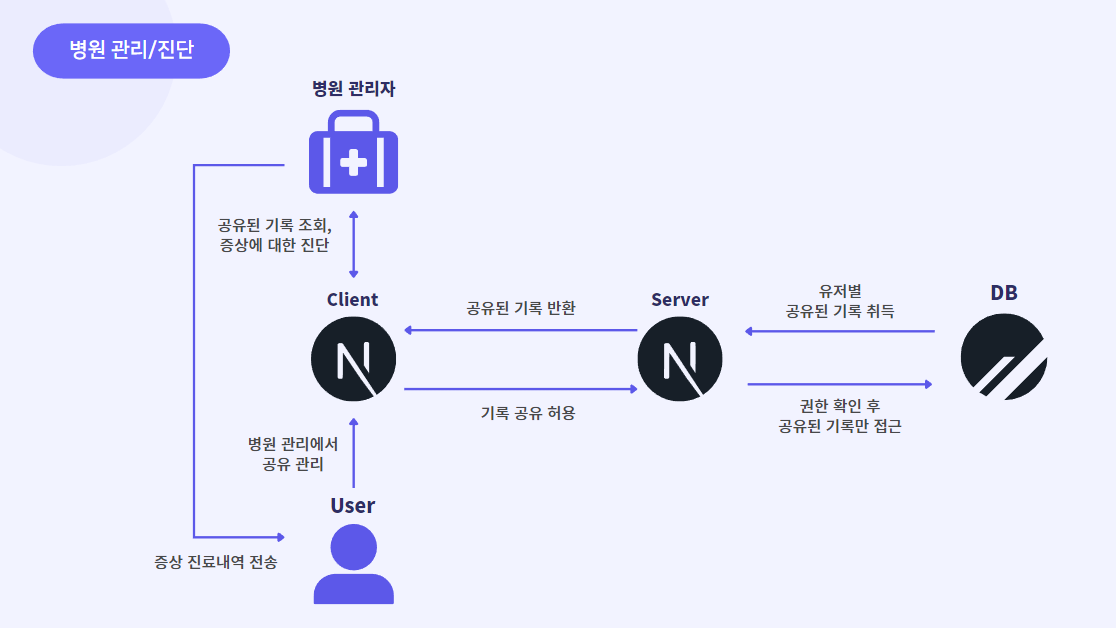 병원 관리/진단
병원 관리자
공유된 기록 조회,
증상에 대한 진단
Client
공유된 기록 반환
Server
유저별
공유된 기록 취득
DB
기록 공유 허용
권한 확인 후
공유된 기록만 접근
병원 관리에서
공유 관리
User
증상 진료내역 전송